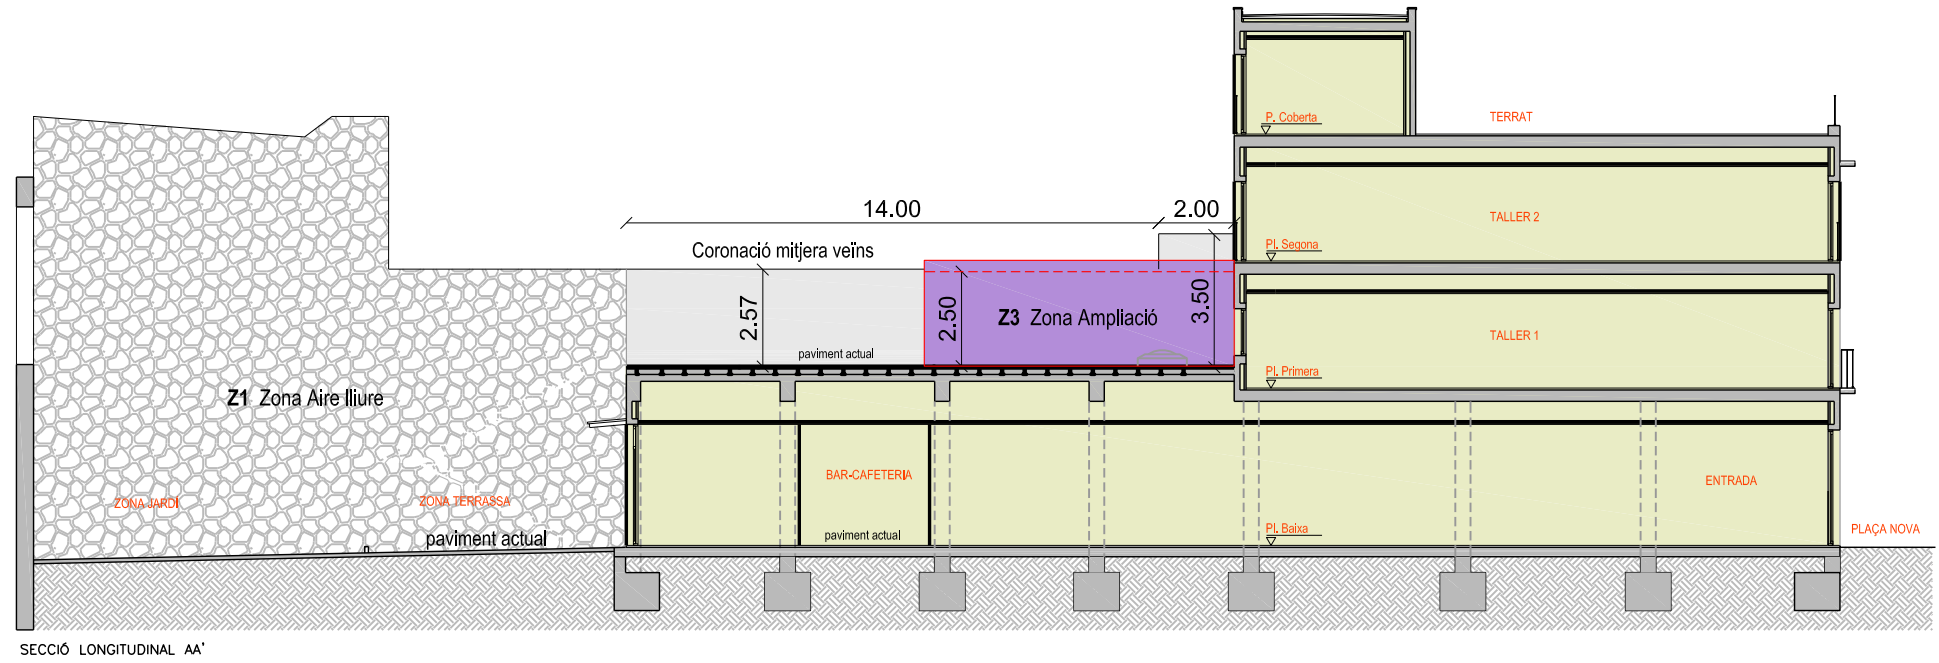 P. Coberta
TERRAT
14.00
2.00
TALLER 2
Coronació mitjera veïns
Pl. Segona
2.57
2.50
Z3 Zona Ampliació
3.50
TALLER 1
paviment actual
Pl. Primera
Z1 Zona Aire lliure
BAR-CAFETERIA
ENTRADA
ZONA JARDÍ
ZONA TERRASSA
paviment actual
paviment actual
Pl. Baixa
PLAÇA NOVA
SECCIÓ LONGITUDINAL AA'